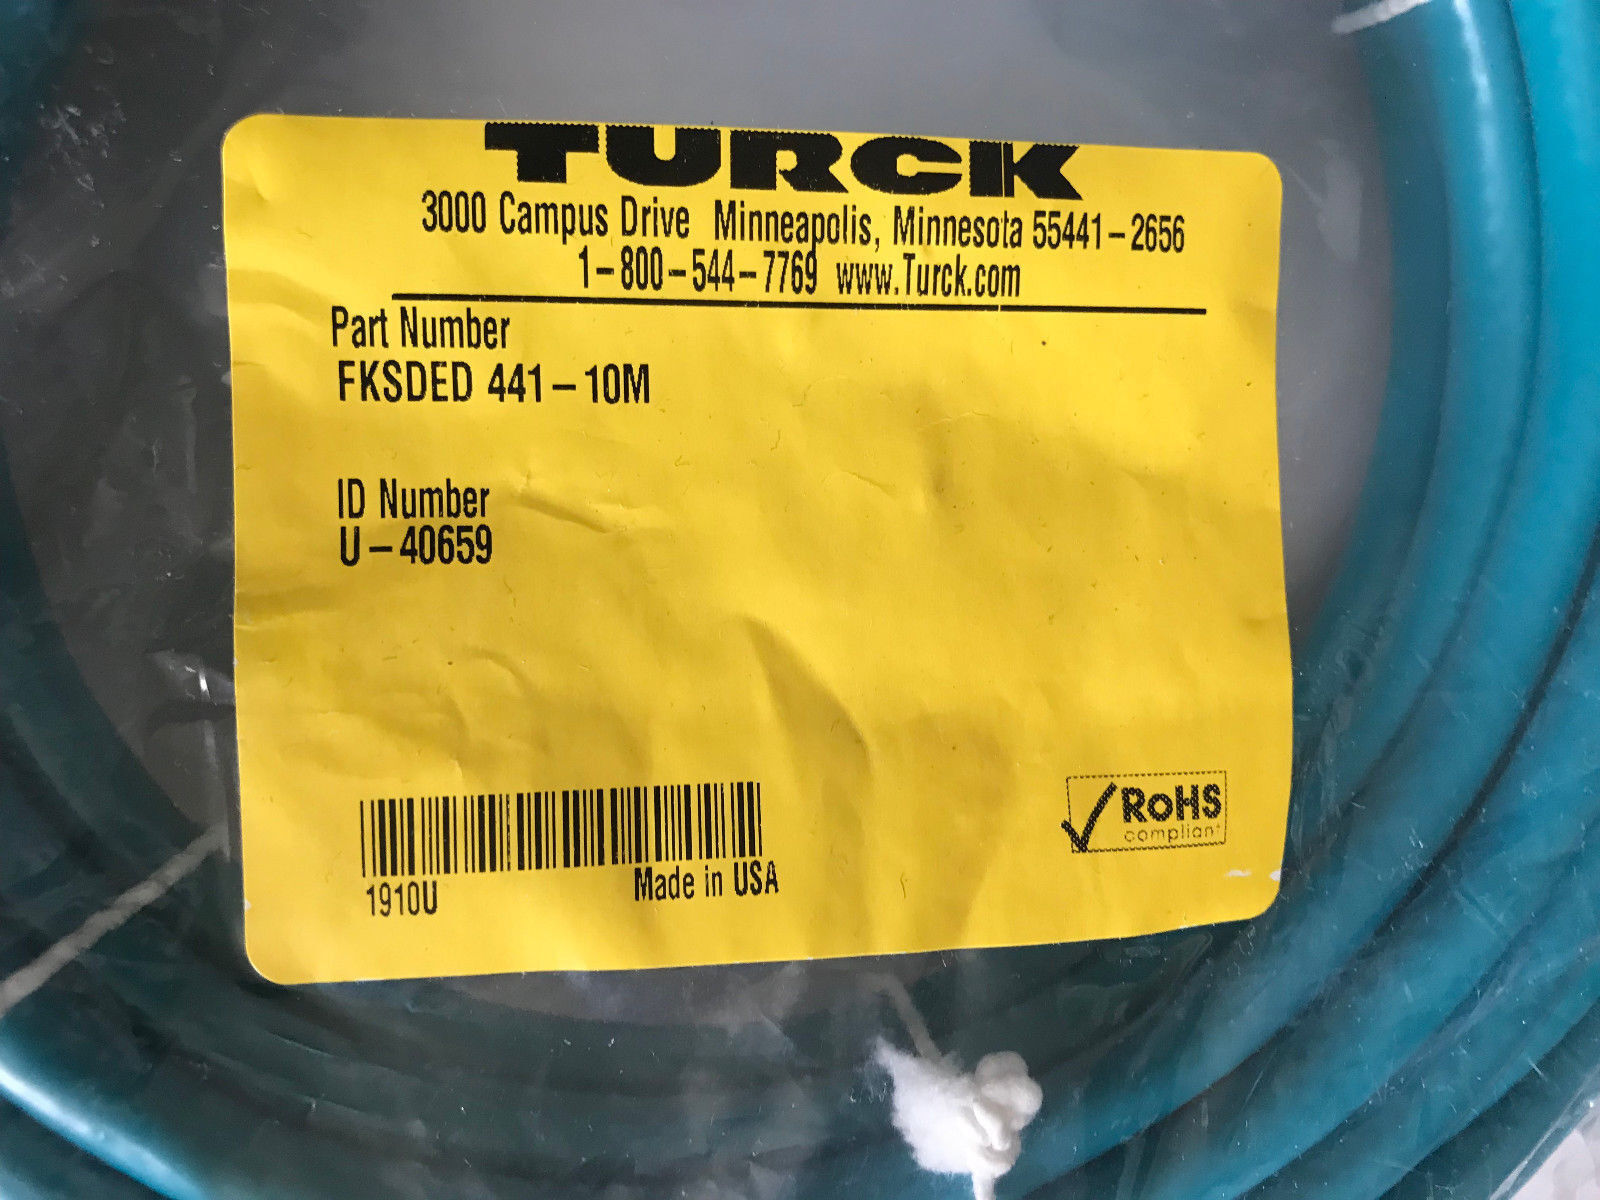 TURCK
3000 Campus Drive Minneapolis, Minnesota 55441-2656
1-800-544-7769 www.Turck.com
Part Number
FKSDED 441-10M
ID Number
U-40659
1910U
Made in USA
RoHS
compliant